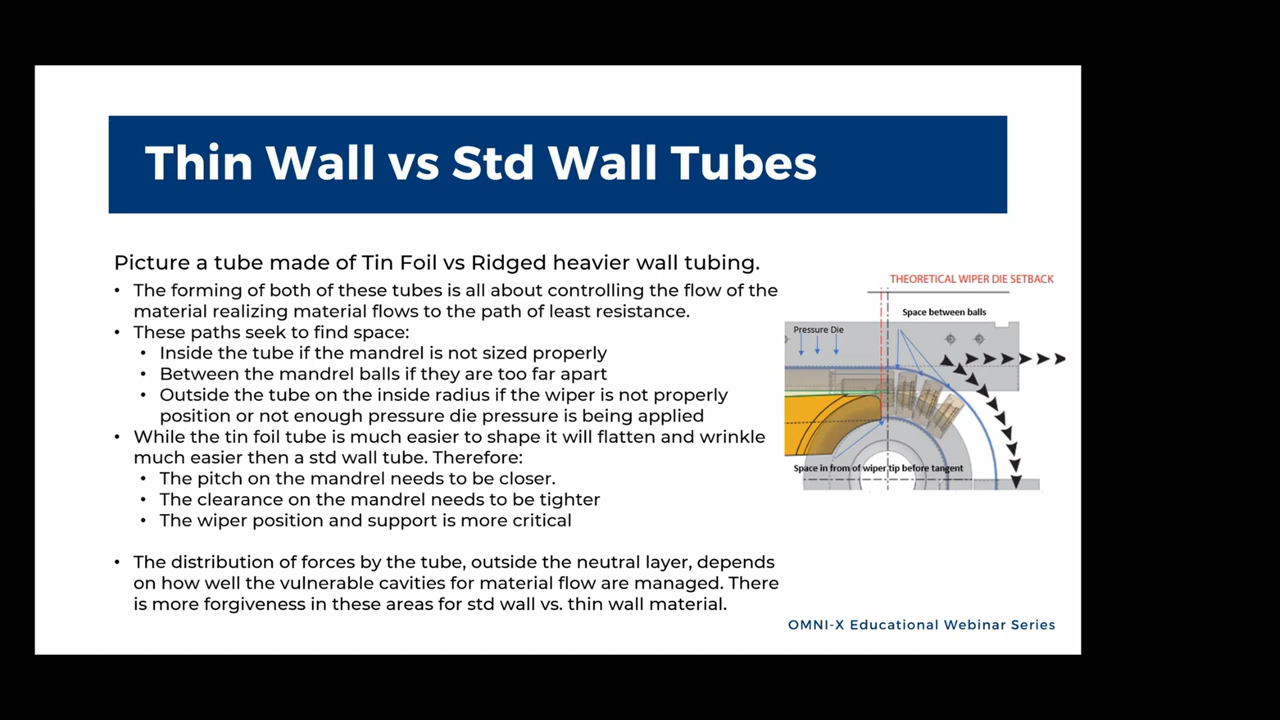 Thin Wall vs Std Wall Tubes
Picture a tube made of Tin Foil vs Ridged heavier wall tubing.
• The forming of both of these tubes is all about controlling the flow of the
material realizing material flows to the path of least resistance.
• These paths seek to find space:
• Inside the tube if the mandrel is not sized properly
• Between the mandrel balls if they are too far apart
• Outside the tube on the inside radius if the wiper is not properly
position or not enough pressure die pressure is being applied
• While the tin foil tube is much easier to shape it will flatten and wrinkle
much easier then a std wall tube. Therefore:
• The pitch on the mandrel needs to be closer.
• The clearance on the mandrel needs to be tighter
• The wiper position and support is more critical
• The distribution of forces by the tube, outside the neutral layer, depends
on how well the vulnerable cavities for material flow are managed. There
is more forgiveness in these areas for std wall vs. thin wall material.
THEORETICAL WIPER DIE SETBACK
Space between balls
Pressure Die
Space in from of wiper tip before tangent
OMNI-X Educational Webinar Series